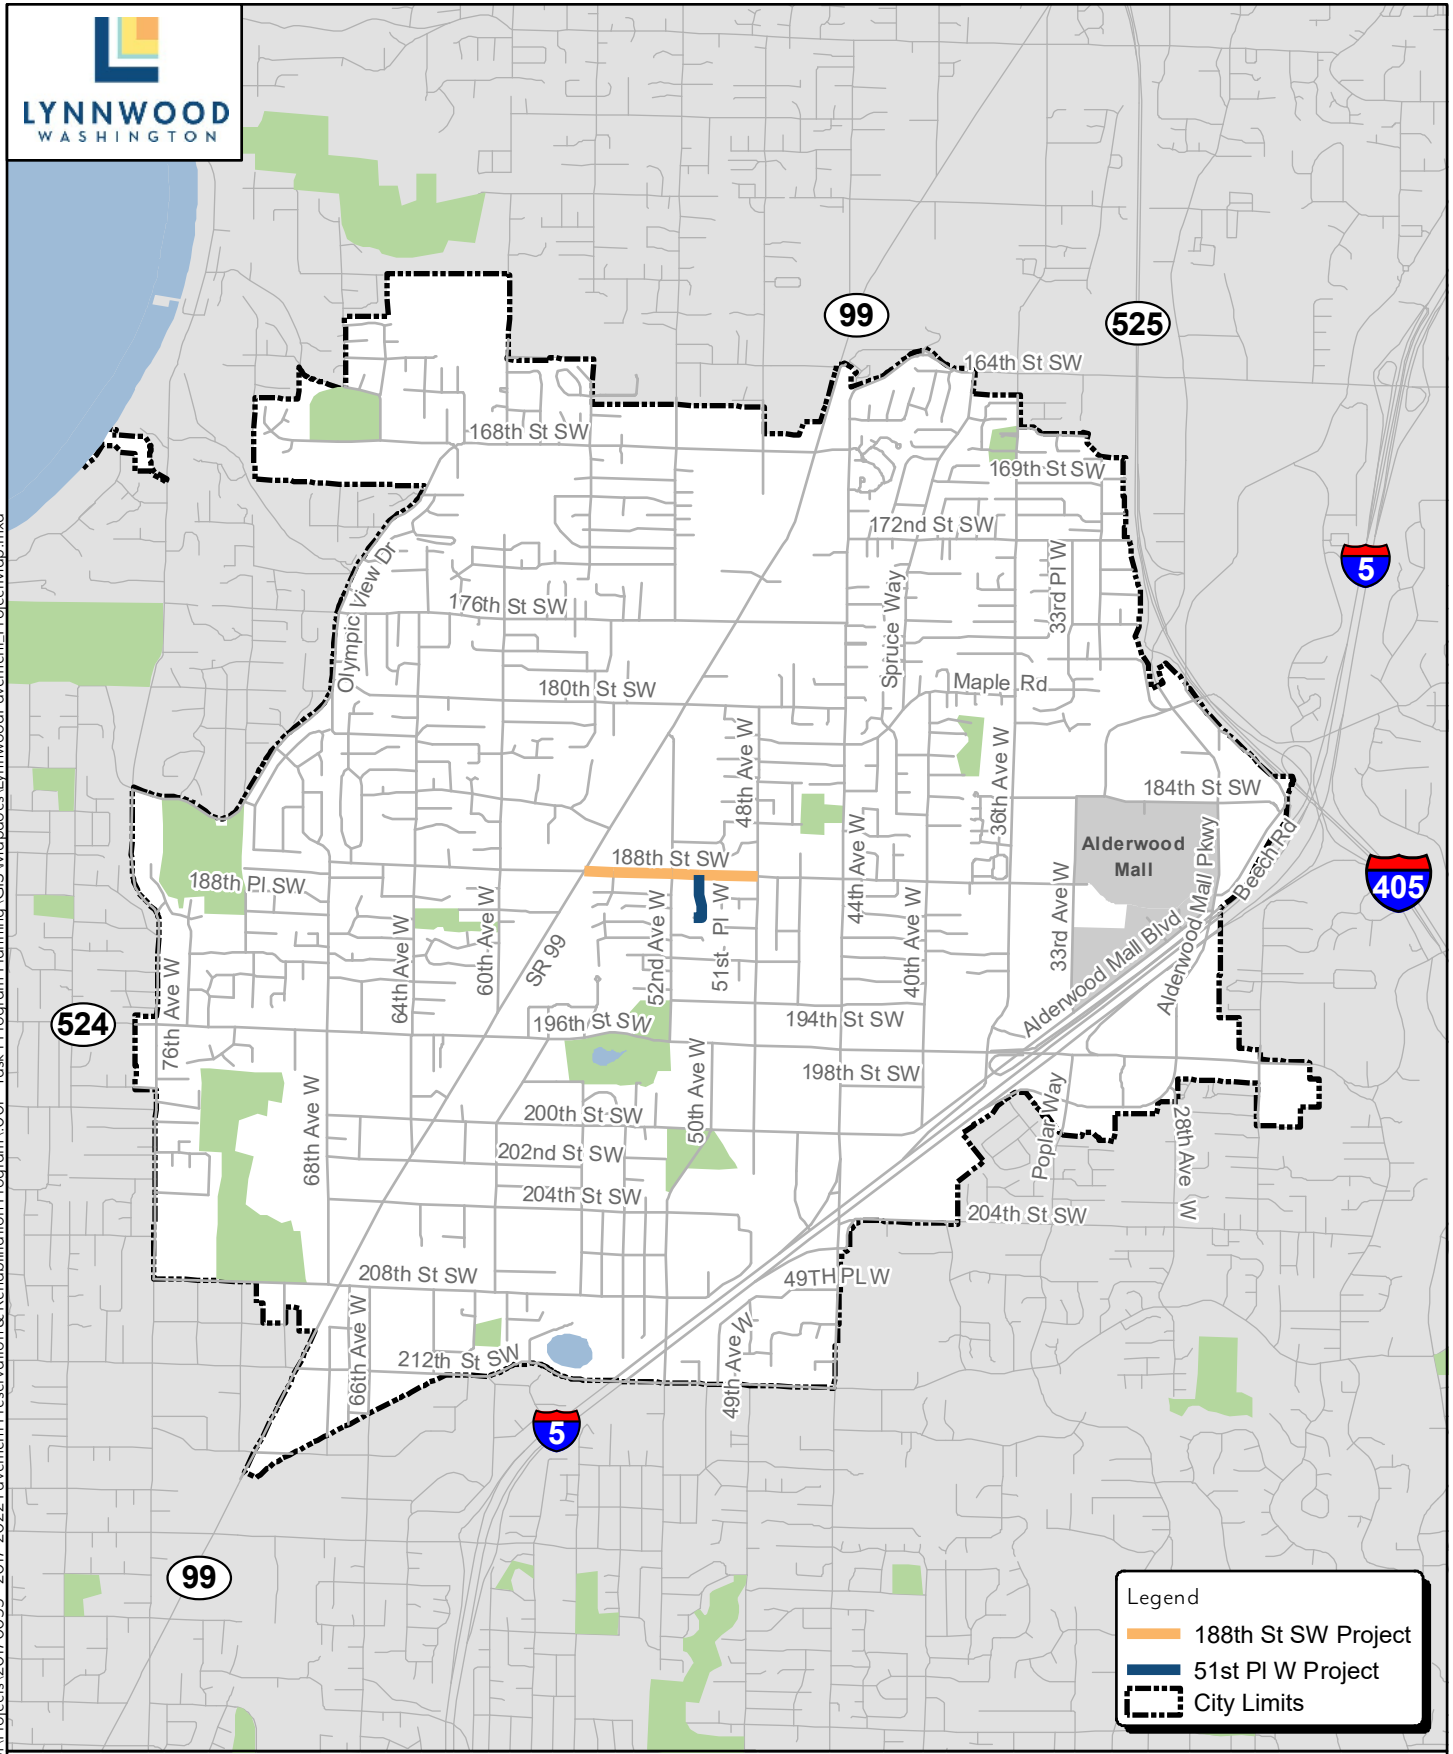 LYNNWOOD
WASHINGTON
99
525
164th St SW
168th St SW
169th St SW
172nd St SW
5
Olympic View Dr
176th St SW
Spruce Way
33rd Pl W
180th St SW
Maple Rd
48th Ave W
36th Ave W
184th St SW
Alderwood
Mall
188th St SW
188th Pl SW
44th Ave W
Alderwood Mall Pkwy
Beech Rd
405
64th Ave W
60th Ave W
SR 99
52nd Ave W
51st Pl W
40th Ave W
33rd Ave W
Alderwood Mall Blvd
524
76th Ave W
196th St SW
194th St SW
198th St SW
68th Ave W
200th St SW
50th Ave W
Poplar Way
28th Ave W
202nd St SW
204th St SW
204th St SW
208th St SW
49TH PL W
66th Ave W
212th St SW
49th Ave W
5
99
Legend
188th St SW Project
51st Pl W Project
City Limits